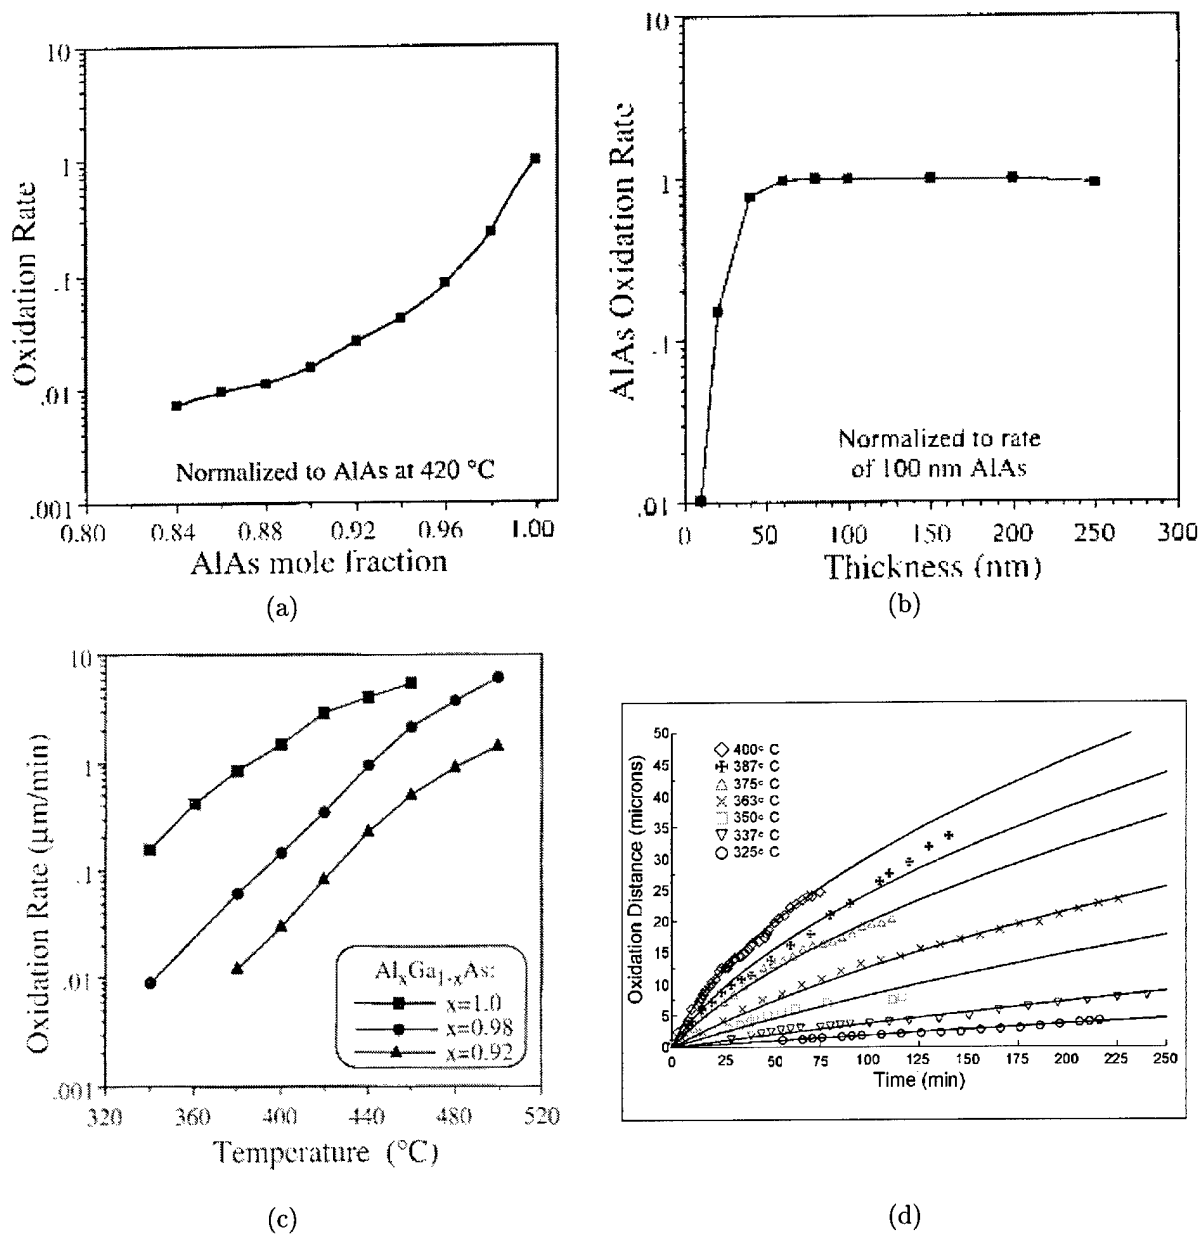 10
1
.1
.01
.001
Oxidation Rate
Normalized to AlAs at 420 °C
0.80 0.84 0.88 0.92 0.96 1.00
AlAs mole fraction
(a)
10
1
.1
.01
AlAs Oxidation Rate
Normalized to rate
of 100 nm AlAs
0 50 100 150 200 250 300
Thickness (nm)
(b)
10
1
.1
.01
.001
Oxidation Rate (μm/min)
AlxGa1-xAs:
x=1.0
x=0.98
x=0.92
320 360 400 440 480 520
Temperature (°C)
(c)
50
45
40
35
30
25
20
15
10
5
0
Oxidation Distance (microns)
400° C
387° C
375° C
363° C
350° C
337° C
325° C
0 25 50 75 100 125 150 175 200 225 250
Time (min)
(d)